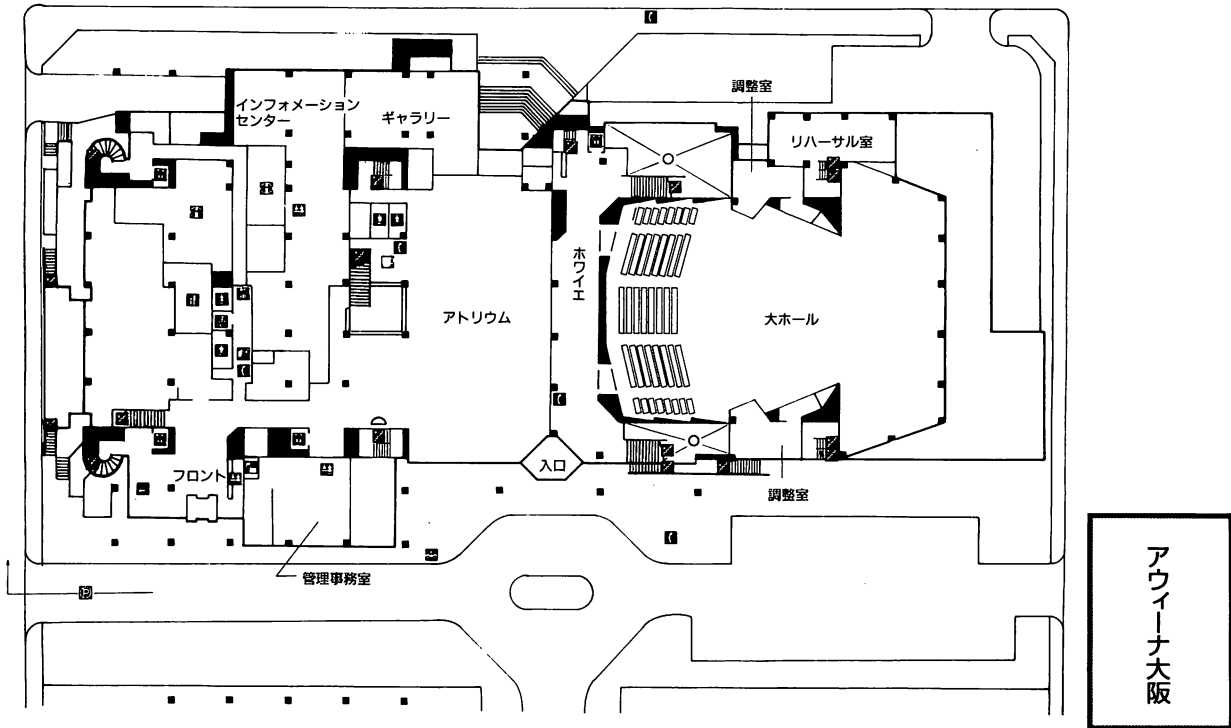 調整室
インフォメーション
センター
ギャラリー
リハーサル室
ホワイエ
アトリウム
大ホール
入口
フロント
調整室
管理事務室
P
アウィーナ大阪